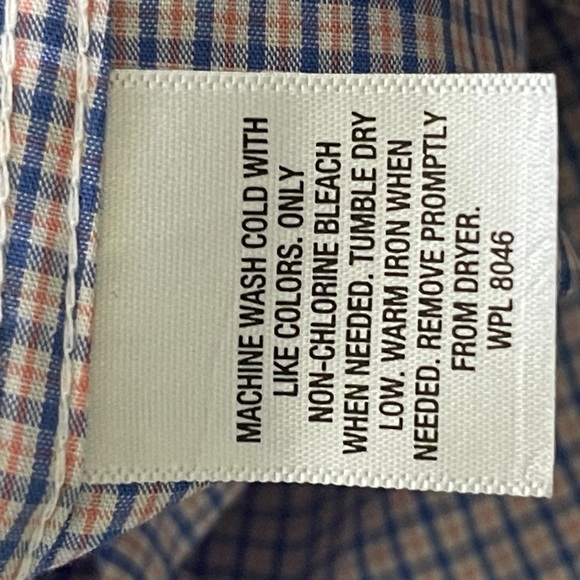 MACHINE WASH COLD WITH
LIKE COLORS. ONLY
NON-CHLORINE BLEACH
WHEN NEEDED. TUMBLE DRY
LOW. WARM IRON WHEN
NEEDED. REMOVE PROMPTLY
FROM DRYER.
WPL 8046